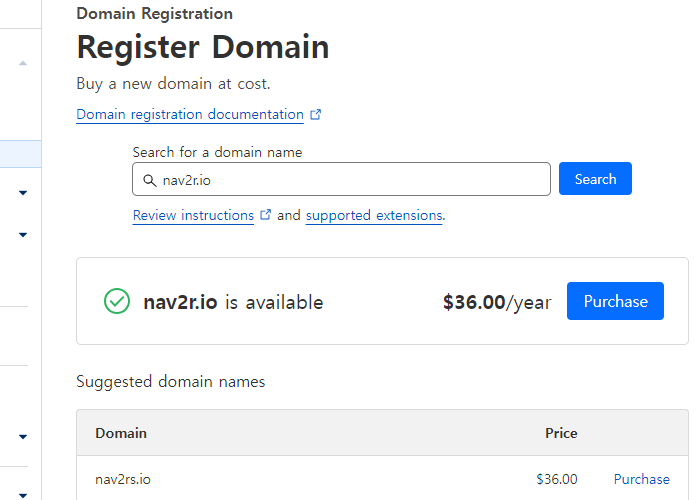 Domain Registration
Register Domain
Buy a new domain at cost.
Domain registration documentation
Search for a domain name
nav2r.io
Search
Review instructions and supported extensions.
nav2r.io is available $36.00/year Purchase
Suggested domain names
Domain Price
nav2rs.io $36.00 Purchase